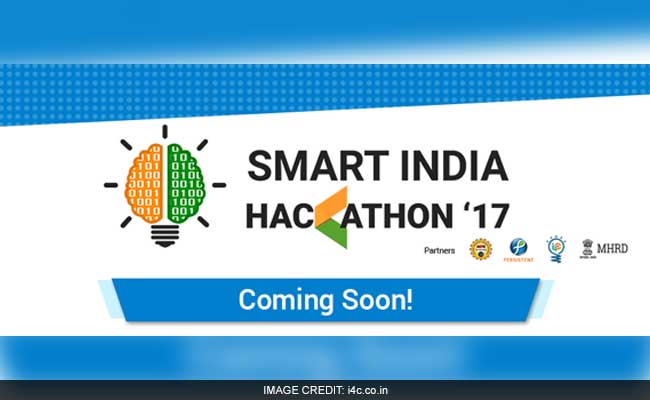 SMART INDIA
HACKATHON ‘17
Partners
PERSISTENT
MHRD
Coming Soon!
IMAGE CREDIT: i4c.co.in